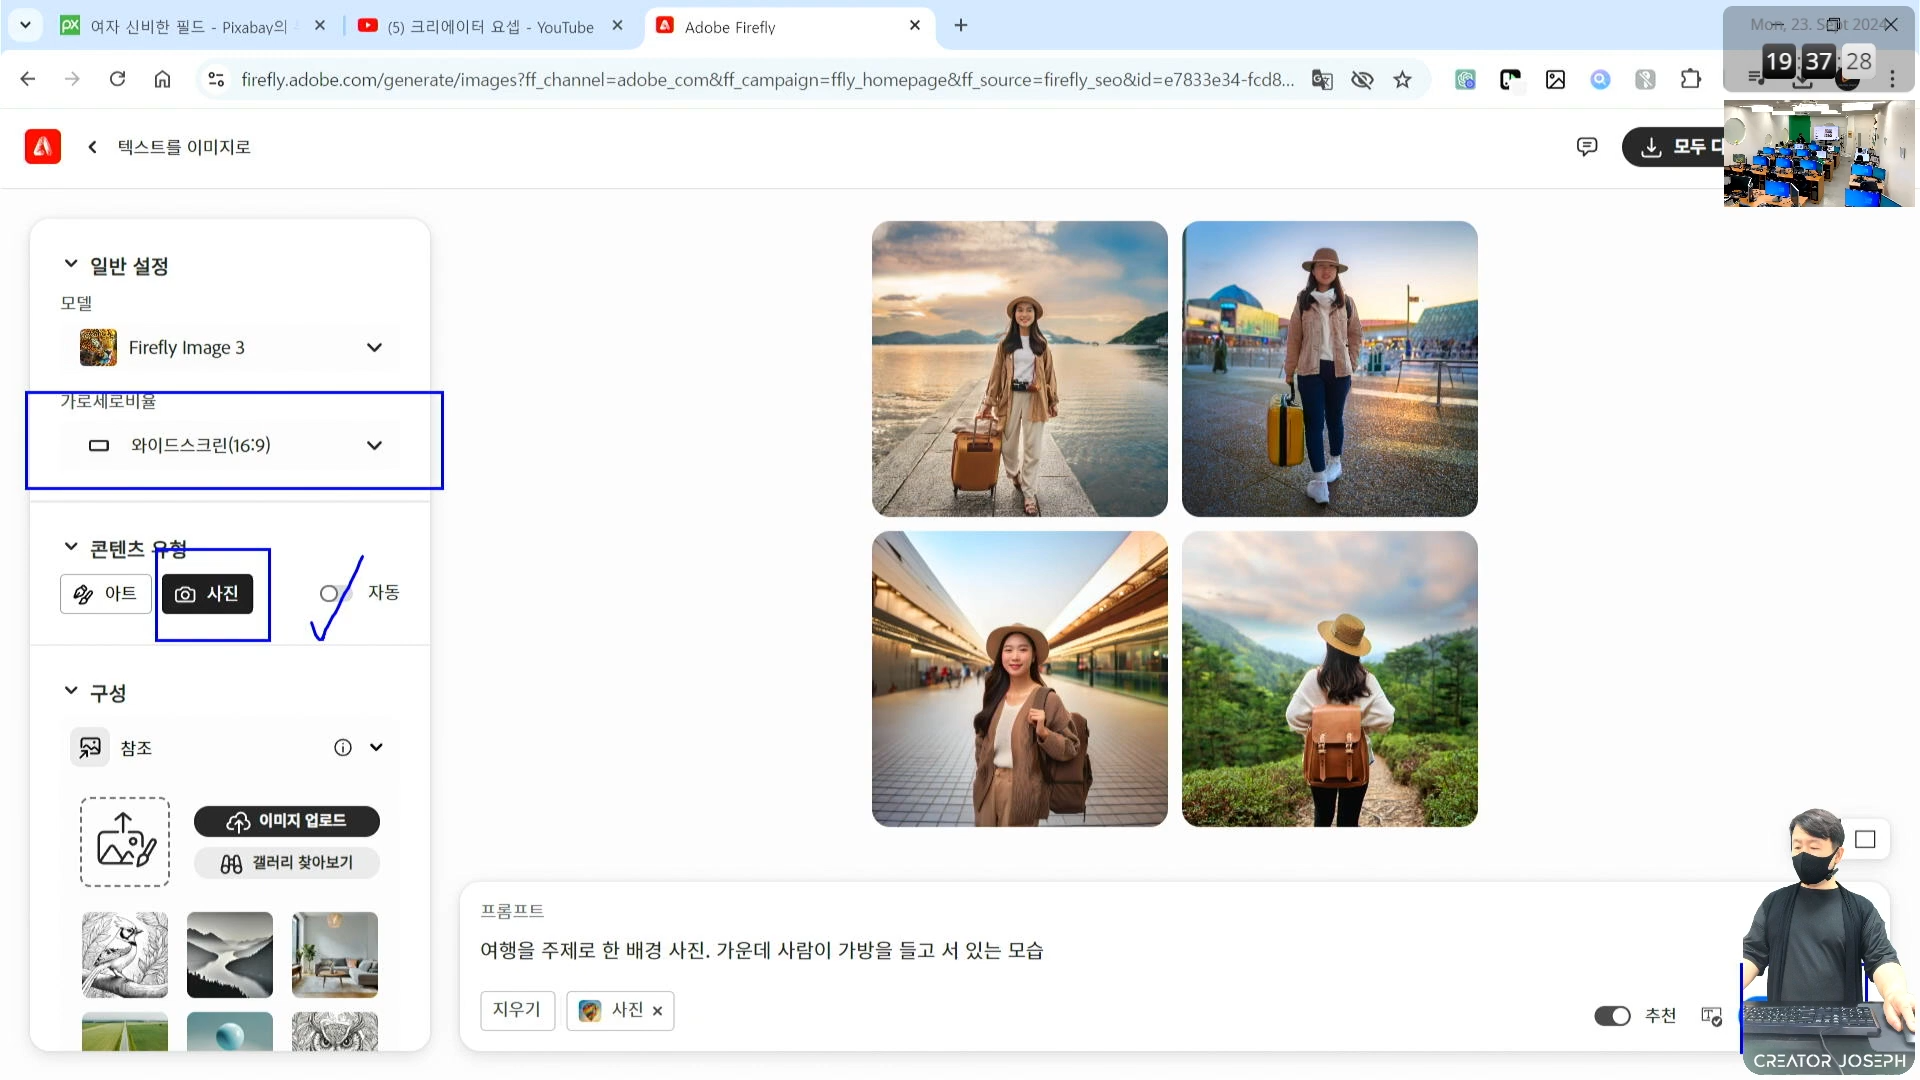 여자 신비한 필드 - Pixabay의
(5) 크리에이터 요셉 - YouTube
Adobe Firefly
Mon, 23. Sept 2024
19 37 28
firefly.adobe.com/generate/images?ff_channel=adobe_com&ff_campaign=ffly_homepage&ff_source=firefly_seo&id=e7833e34-fcd8...
텍스트를 이미지로
모두 다
일반 설정
모델
Firefly Image 3
가로세로비율
와이드스크린(16:9)
콘텐츠 유형
아트
사진
자동
구성
참조
이미지 업로드
갤러리 찾아보기
프롬프트
여행을 주제로 한 배경 사진. 가운데 사람이 가방을 들고 서 있는 모습
지우기
사진
추천
CREATOR JOSEPH